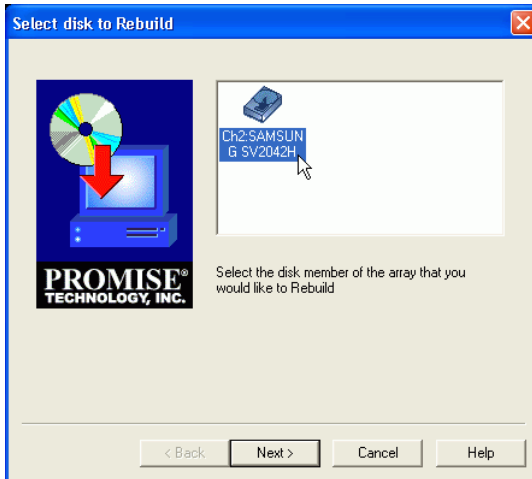 Select disk to Rebuild
Ch2:SAMSUN
G SV2042H
PROMISE®
TECHNOLOGY, INC.
Select the disk member of the array that you
would like to Rebuild
< Back
Next >
Cancel
Help